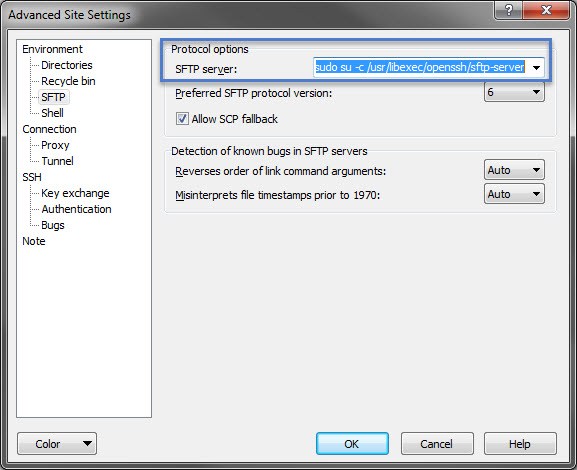 Advanced Site Settings
Environment
Directories
Recycle bin
SFTP
Shell
Connection
Proxy
Tunnel
SSH
Key exchange
Authentication
Bugs
Note
Protocol options
SFTP server: sudo su -c /usr/libexec/openssh/sftp-server
Preferred SFTP protocol version: 6
Allow SCP fallback
Detection of known bugs in SFTP servers
Reverses order of link command arguments: Auto
Misinterprets file timestamps prior to 1970: Auto
Color OK Cancel Help